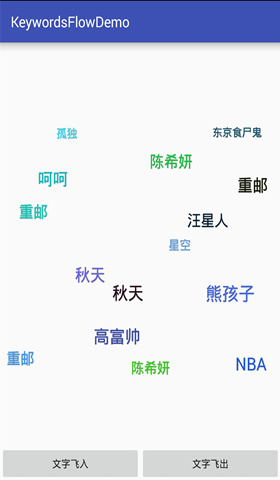 KeywordsFlowDemo
孤独
东京食尸鬼
陈希妍
呵呵
重邮
重邮
汪星人
星空
秋天
秋天
熊孩子
高富帅
重邮
陈希妍
NBA
文字飞入
文字飞出